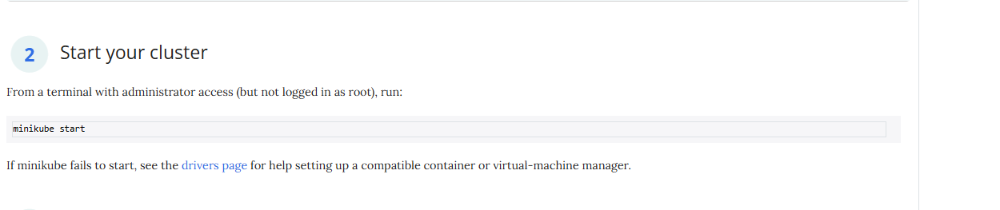 2
Start your cluster
From a terminal with administrator access (but not logged in as root), run:
minikube start
If minikube fails to start, see the drivers page for help setting up a compatible container or virtual-machine manager.